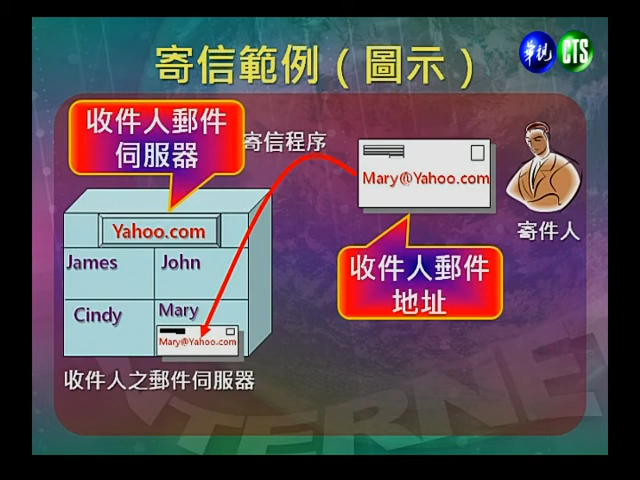 寄信範例（圖示）
華視
CTS
收件人郵件
伺服器
寄信程序
Mary@Yahoo.com
寄件人
Yahoo.com
James
John
Cindy
Mary
Mary@Yahoo.com
收件人郵件
地址
收件人之郵件伺服器
TERNE